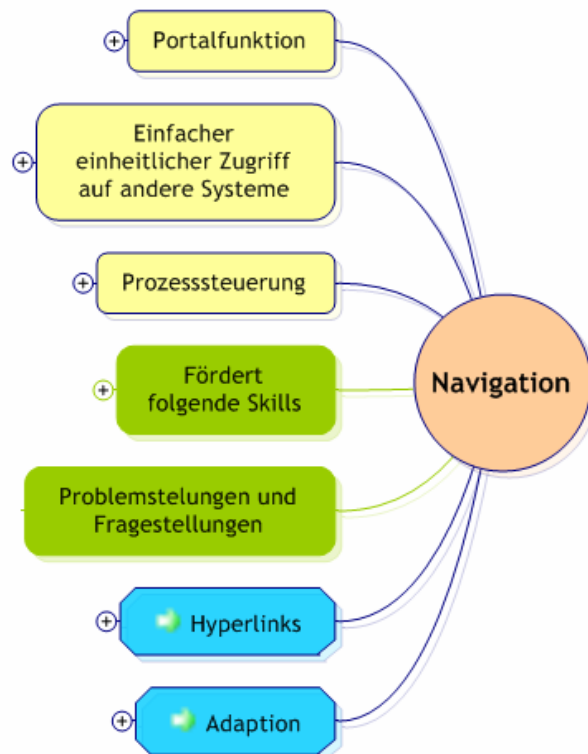 Portalfunktion
Einfacher
einheitlicher Zugriff
auf andere Systeme
Prozesssteuerung
Fördert
folgende Skills
Navigation
Problemstelungen und
Fragestellungen
Hyperlinks
Adaption